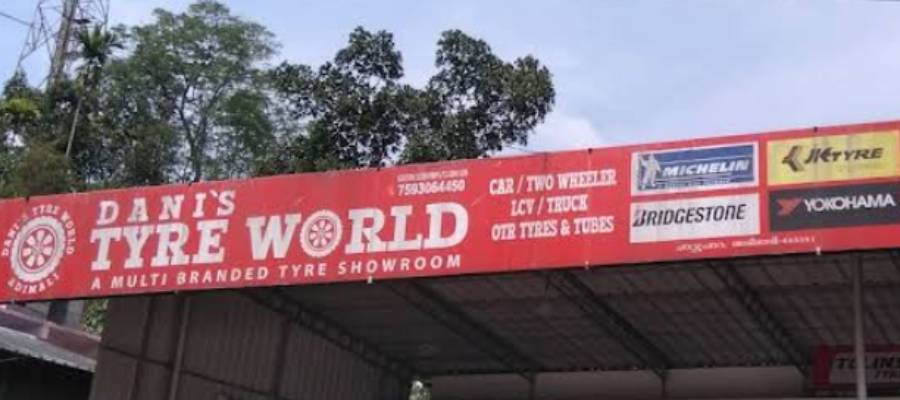 DANI'S TYRE WORLD
ADIMALI
DANI'S
TYRE WORLD
A MULTI BRANDED TYRE SHOWROOM
7593064450
CAR / TWO WHEELER
LCV / TRUCK
OTR TYRES & TUBES
MICHELIN
JK TYRE
BRIDGESTONE
YOKOHAMA